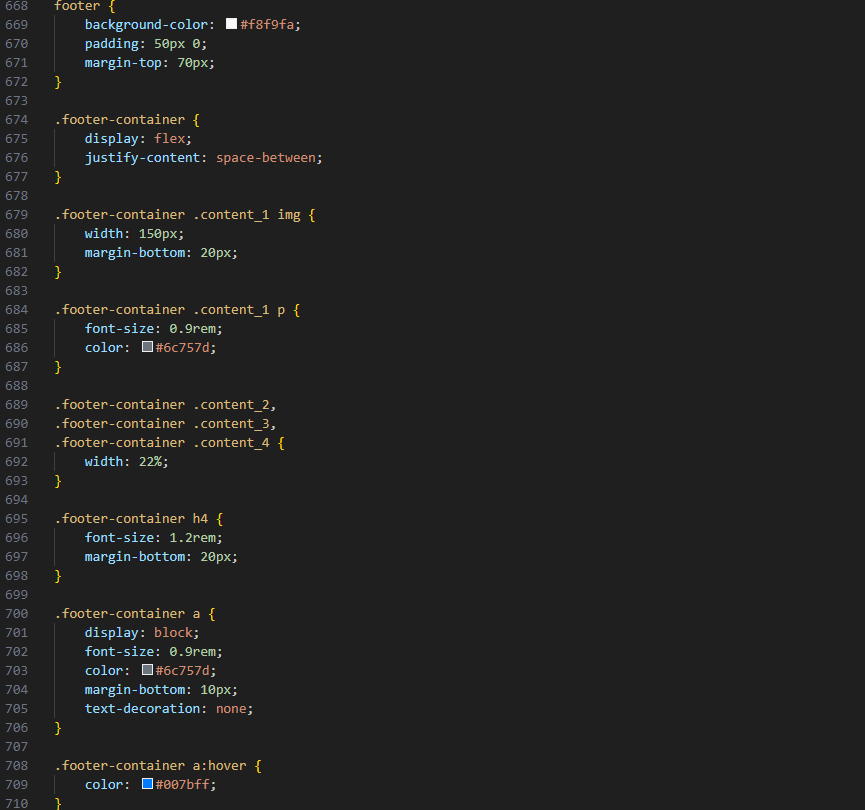 668 footer {
669     background-color: #f8f9fa;
670     padding: 50px 0;
671     margin-top: 70px;
672 }
673
674 .footer-container {
675     display: flex;
676     justify-content: space-between;
677 }
678
679 .footer-container .content_1 img {
680     width: 150px;
681     margin-bottom: 20px;
682 }
683
684 .footer-container .content_1 p {
685     font-size: 0.9rem;
686     color: #6c757d;
687 }
688
689 .footer-container .content_2,
690 .footer-container .content_3,
691 .footer-container .content_4 {
692     width: 22%;
693 }
694
695 .footer-container h4 {
696     font-size: 1.2rem;
697     margin-bottom: 20px;
698 }
699
700 .footer-container a {
701     display: block;
702     font-size: 0.9rem;
703     color: #6c757d;
704     margin-bottom: 10px;
705     text-decoration: none;
706 }
707
708 .footer-container a:hover {
709     color: #007bff;
710 }